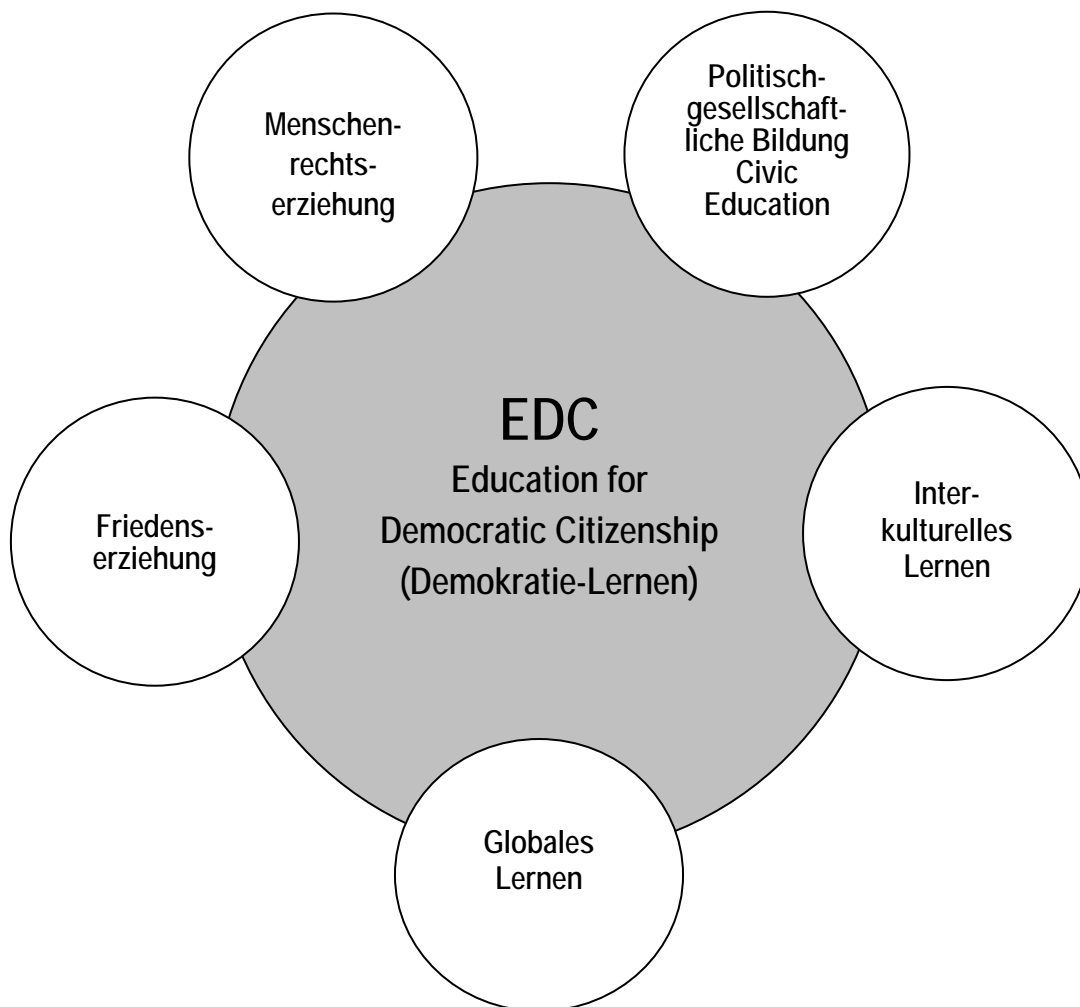 Menschen-
rechts-
erziehung
Politisch-
gesellschaft-
liche Bildung
Civic
Education
EDC
Education for
Democratic Citizenship
(Demokratie-Lernen)
Friedens-
erziehung
Inter-
kulturelles
Lernen
Globales
Lernen